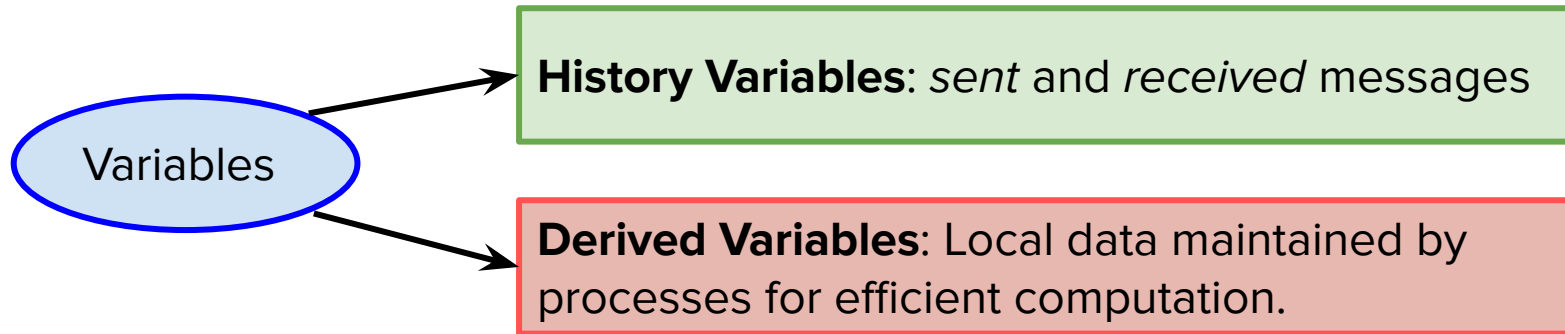 Variables
History Variables: sent and received messages
Derived Variables: Local data maintained by
processes for efficient computation.